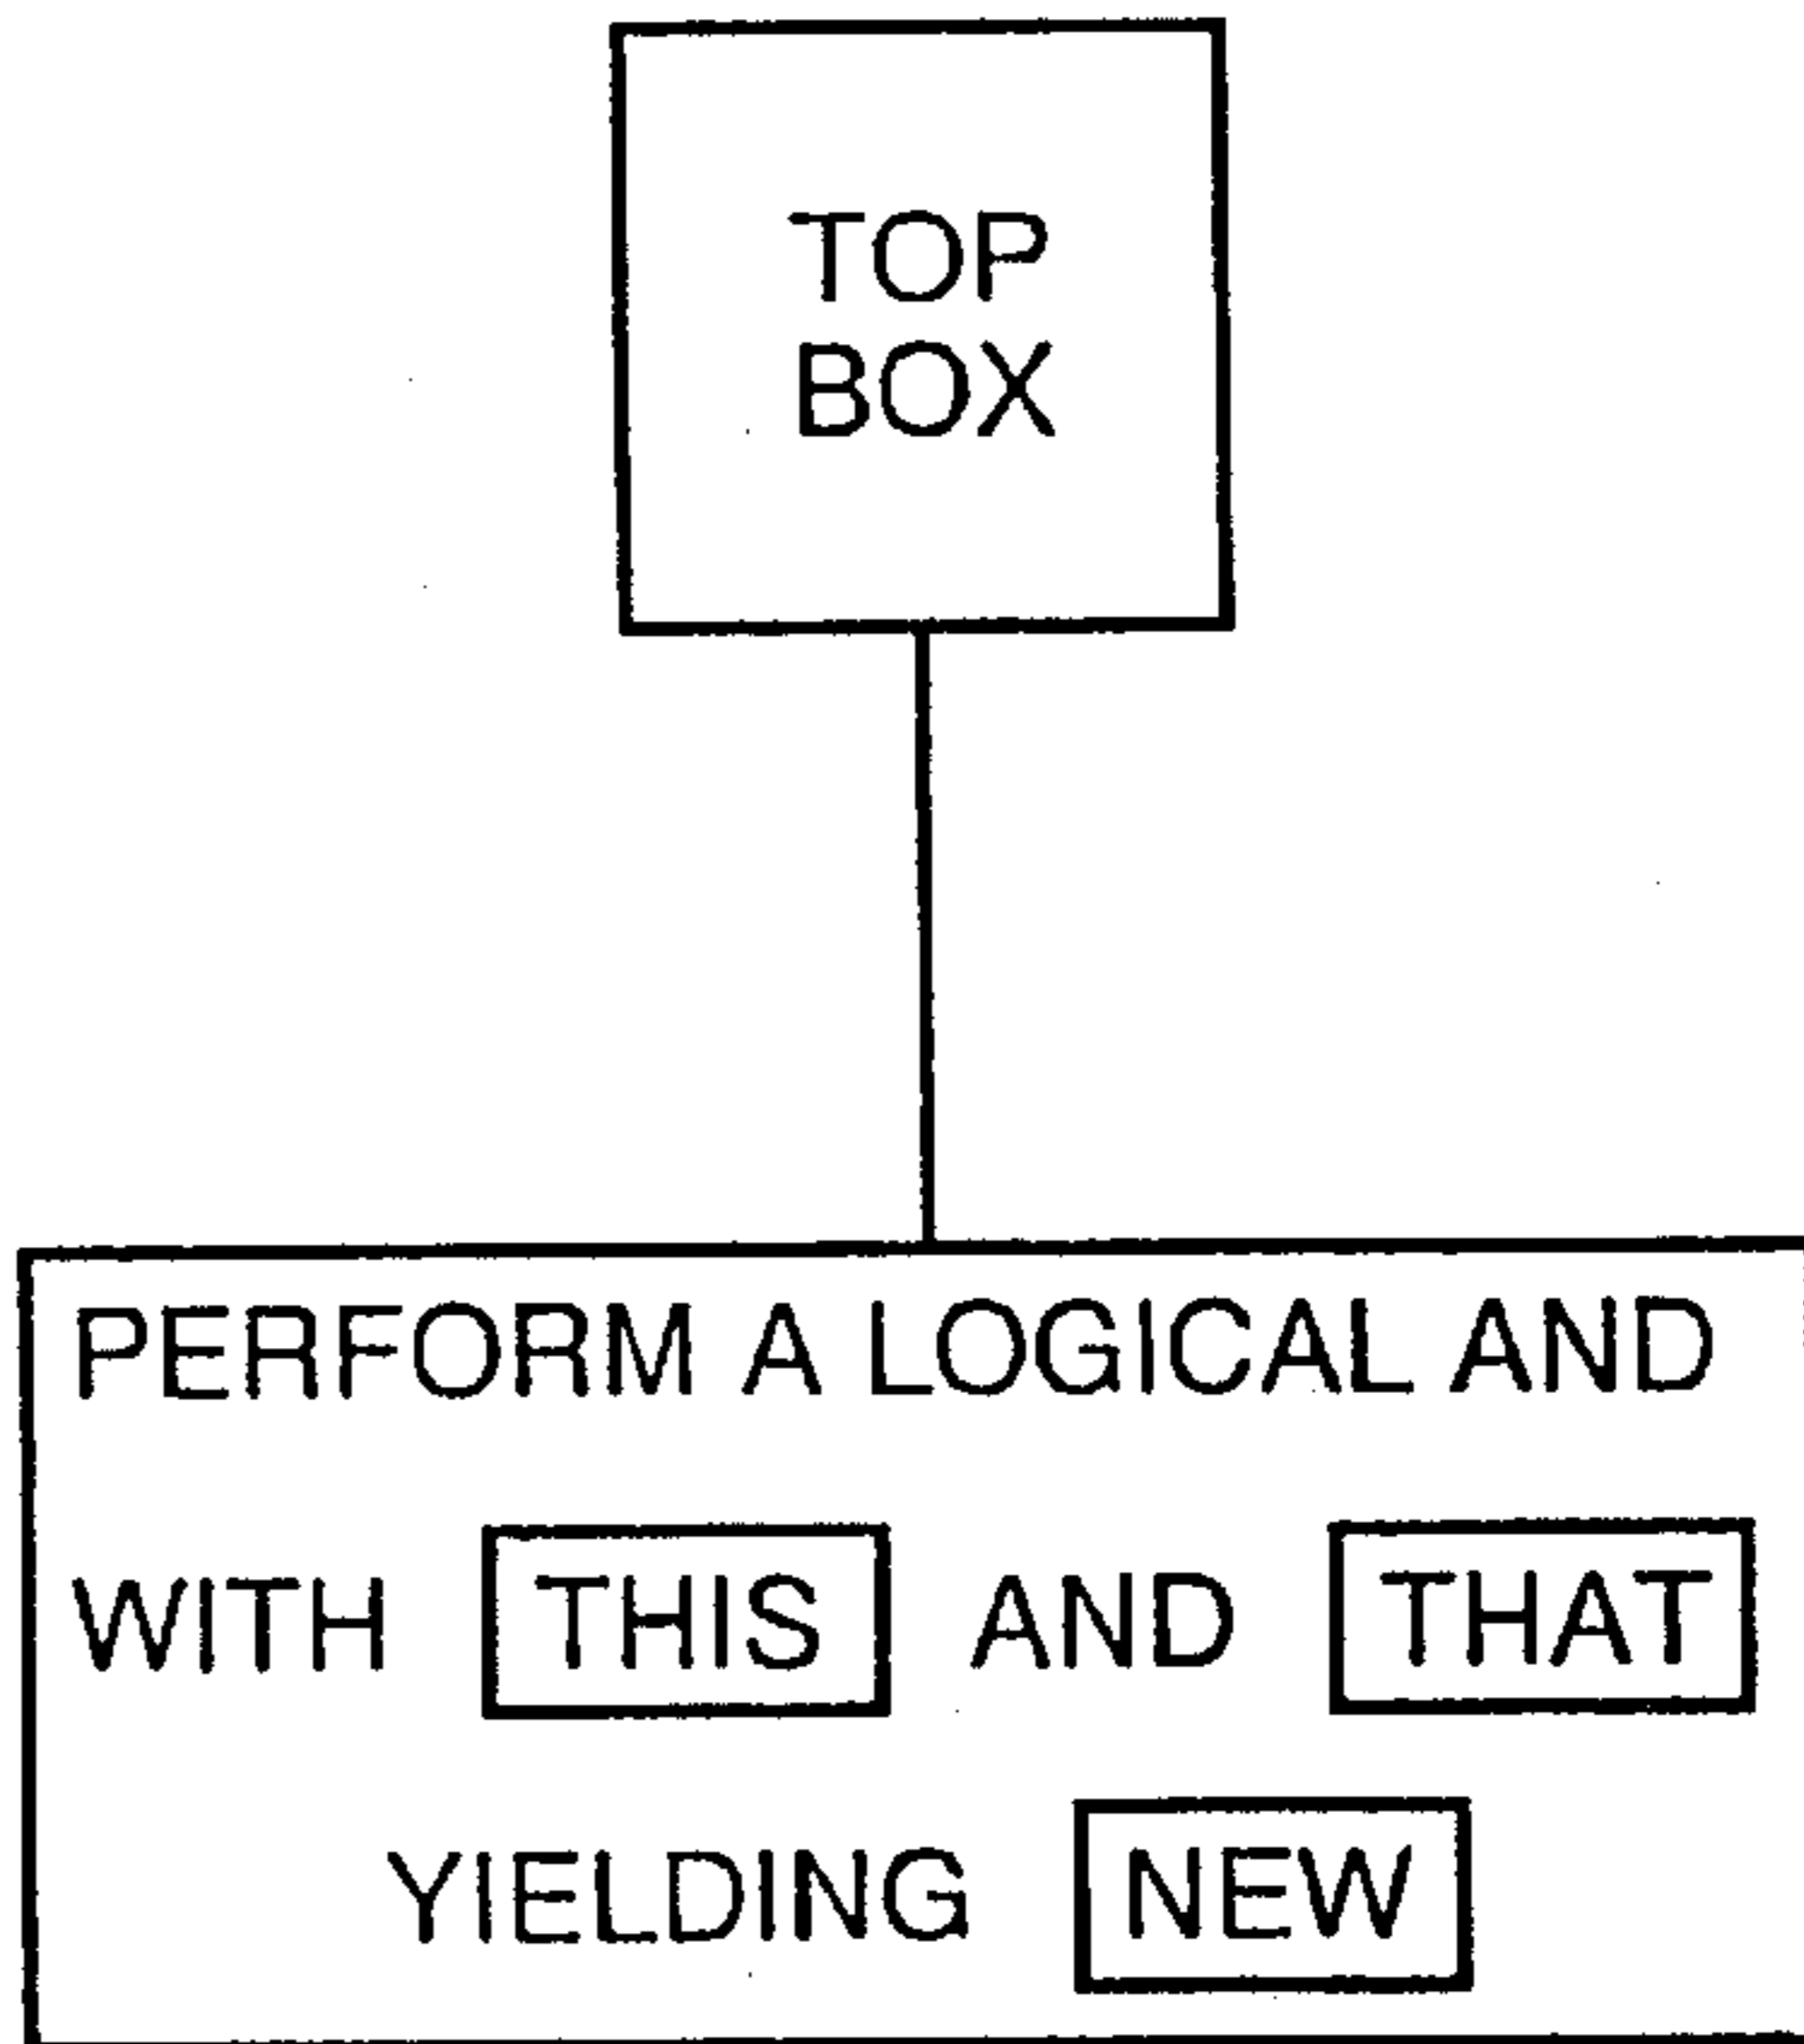 TOP
BOX
PERFORM A LOGICAL AND
WITH THIS AND THAT
YIELDING NEW